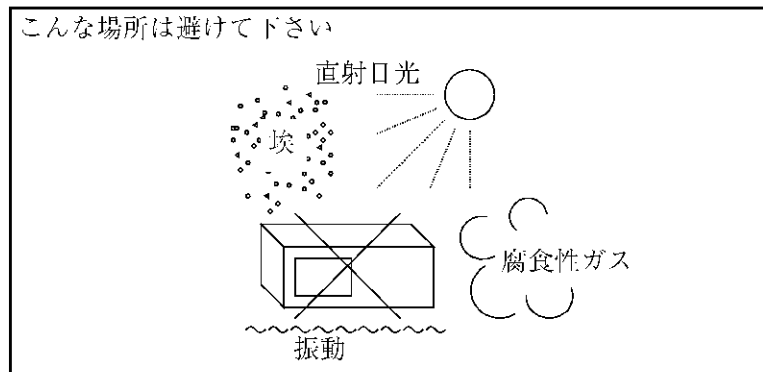 こんな場所は避けて下さい
直射日光
埃
腐食性ガス
振動